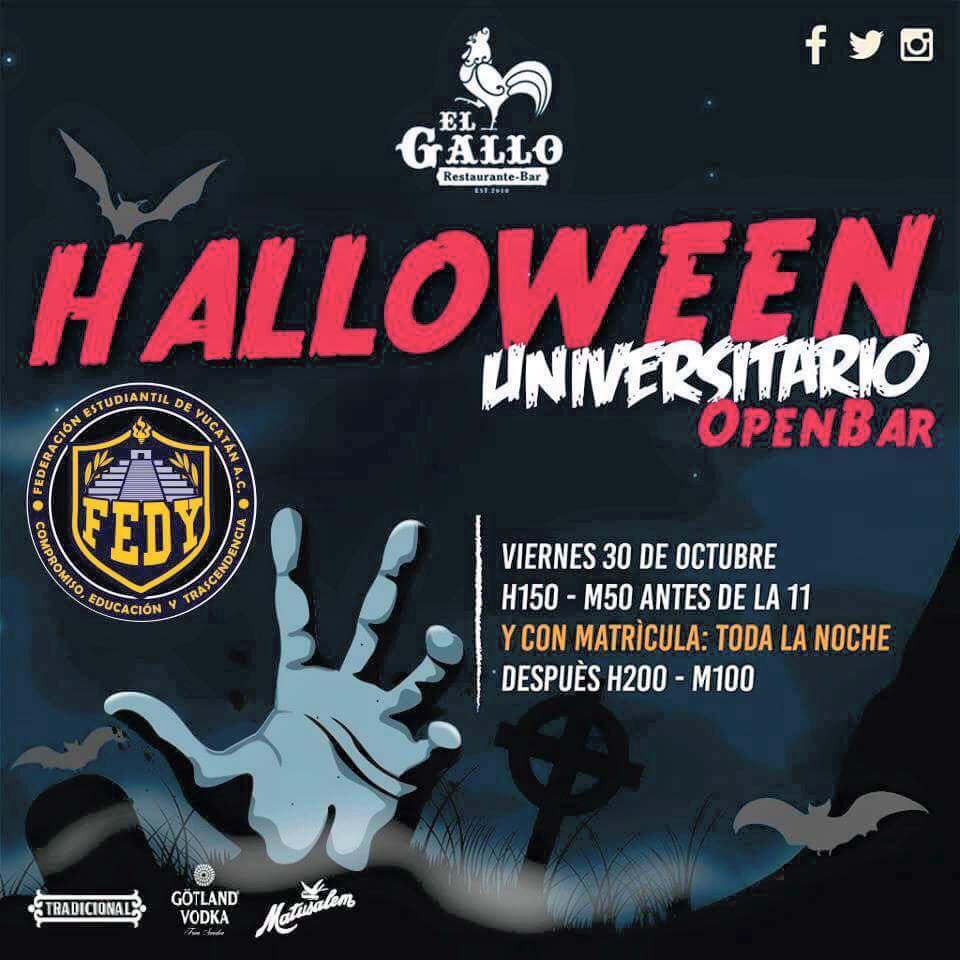 EL
GALLO
Restaurante-Bar
EST.2010
HALLOWEEN
UNIVERSITARIO
OPENBAR
FEDERACIÓN ESTUDIANTIL DE YUCATÁN A.C.
FEDY
COMPROMISO, EDUCACIÓN Y TRASCENDENCIA
VIERNES 30 DE OCTUBRE
H150 - M50 ANTES DE LA 11
Y CON MATRÌCULA: TODA LA NOCHE
DESPUÈS H200 - M100
TRADICIONAL
GÖTLAND
VODKA
Matusalem